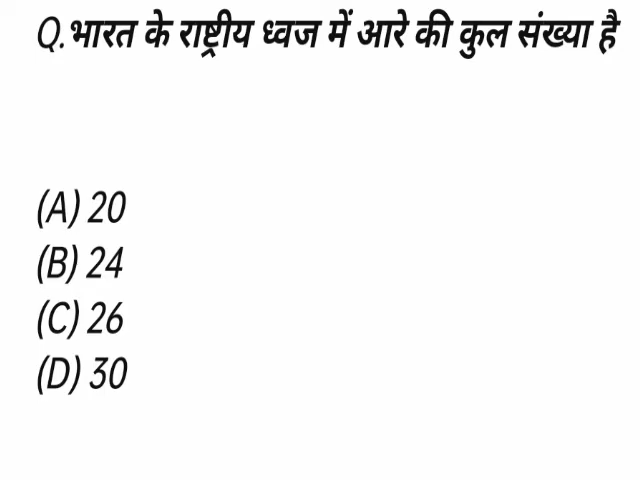 Q.भारत के राष्ट्रीय ध्वज में आरे की कुल संख्या है
(A) 20
(B) 24
(C) 26
(D) 30